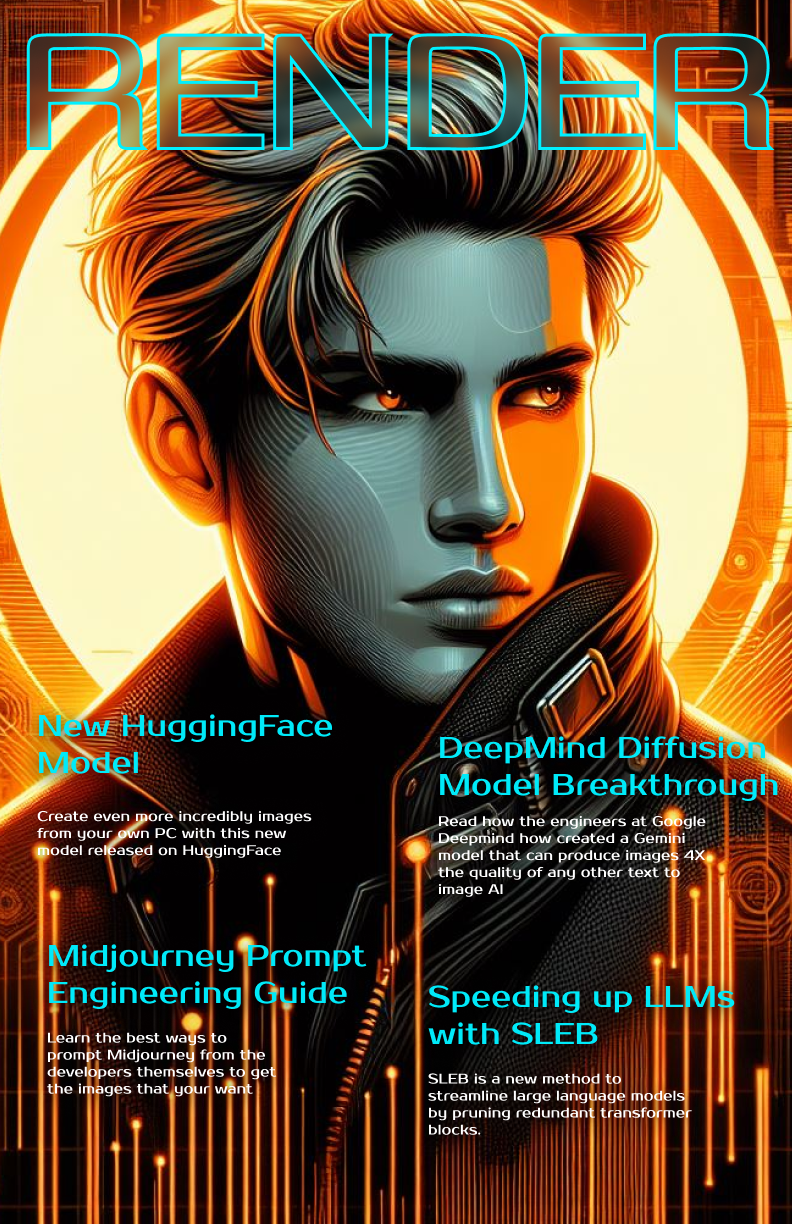 RENDER
New HuggingFace
Model
Create even more incredibly images
from your own PC with this new
model released on HuggingFace
DeepMind Diffusion
Model Breakthrough
Read how the engineers at Google
Deepmind how created a Gemini
model that can produce images 4X
the quality of any other text to
image AI
Midjourney Prompt
Engineering Guide
Learn the best ways to
prompt Midjourney from the
developers themselves to get
the images that your want
Speeding up LLMs
with SLEB
SLEB is a new method to
streamline large language models
by pruning redundant transformer
blocks.